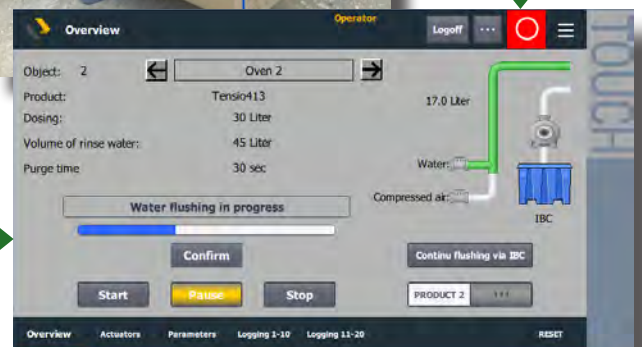 Overview
Operator
Logoff ...
Object: 2 Oven 2
Product: Tensio413
Dosing: 30 Liter
Volume of rinse water: 45 Liter
Purge time 30 sec
17.0 Liter
Water:
Compressed air:
IBC
Water flushing in progress
Confirm
Continu flushing via IBC
Start Pause Stop
PRODUCT 2 ...
Overview Actuators Parameters Logging 1-10 Logging 11-20 RESET
TOUCH